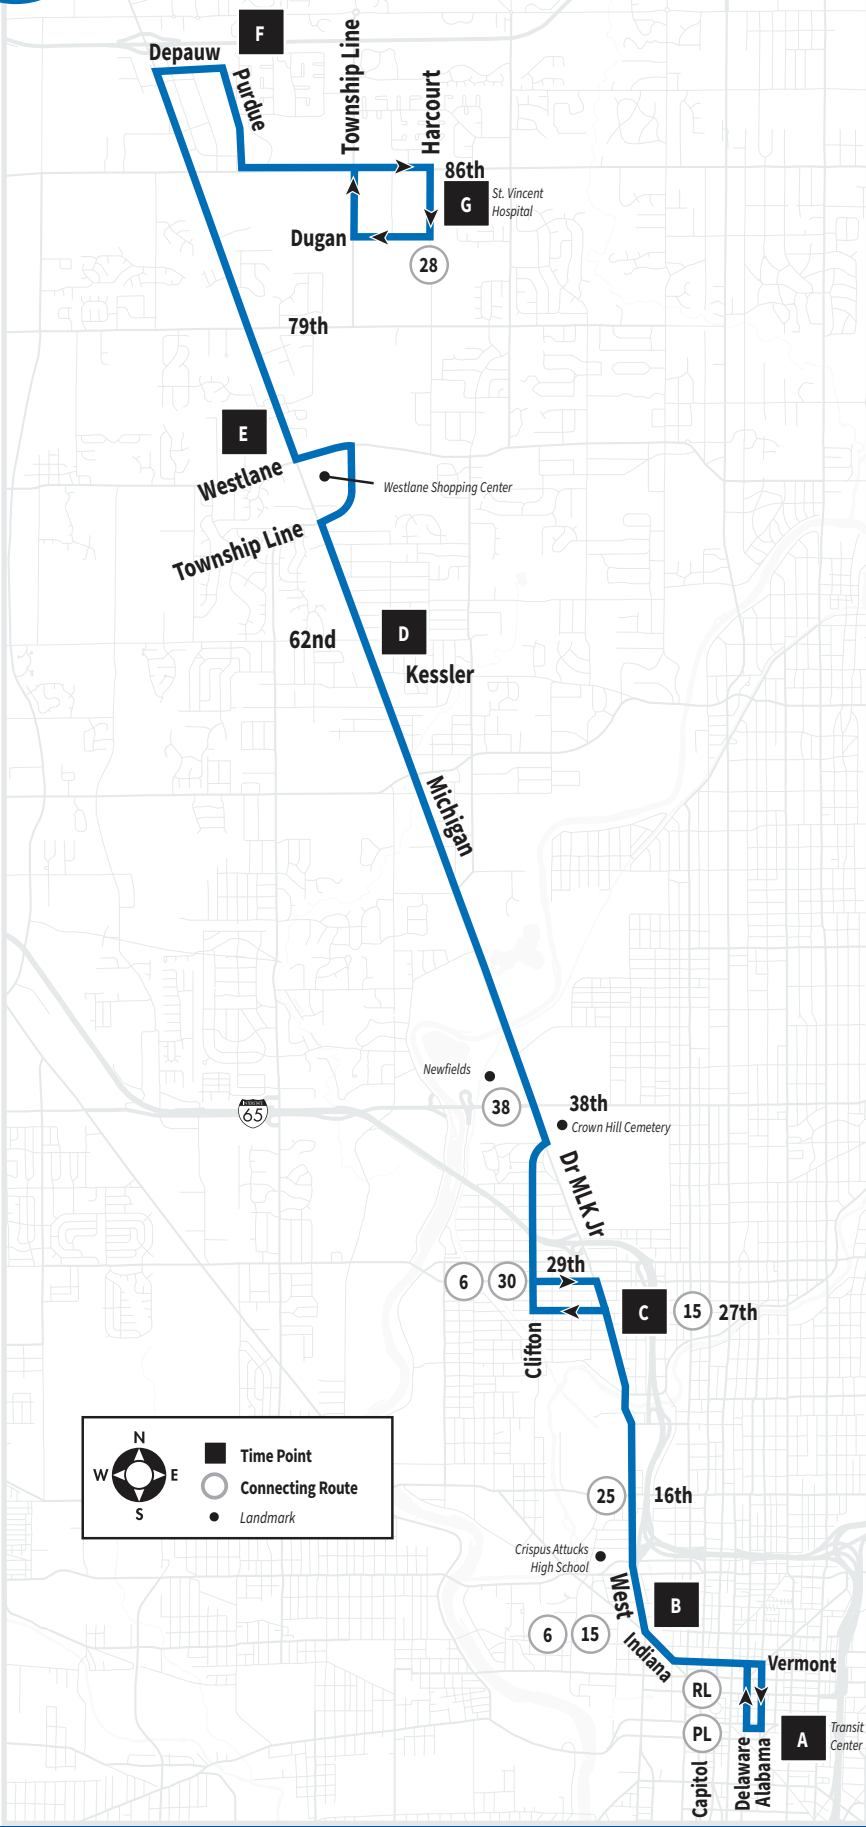 F
Depauw
Purdue
Township Line
Harcourt
86th
G
St. Vincent
Hospital
Dugan
28
79th
E
Westlane
Westlane Shopping Center
Township Line
62nd
D
Kessler
Michigan
Newfields
38
38th
Crown Hill Cemetery
65
Dr MLK Jr
29th
6
30
C
15
27th
Clifton
N
W
E
S
Time Point
Connecting Route
Landmark
25
16th
Crispus Attucks
High School
West
B
6
15
Indiana
Vermont
RL
PL
A
Transit
Center
Capitol
Delaware
Alabama